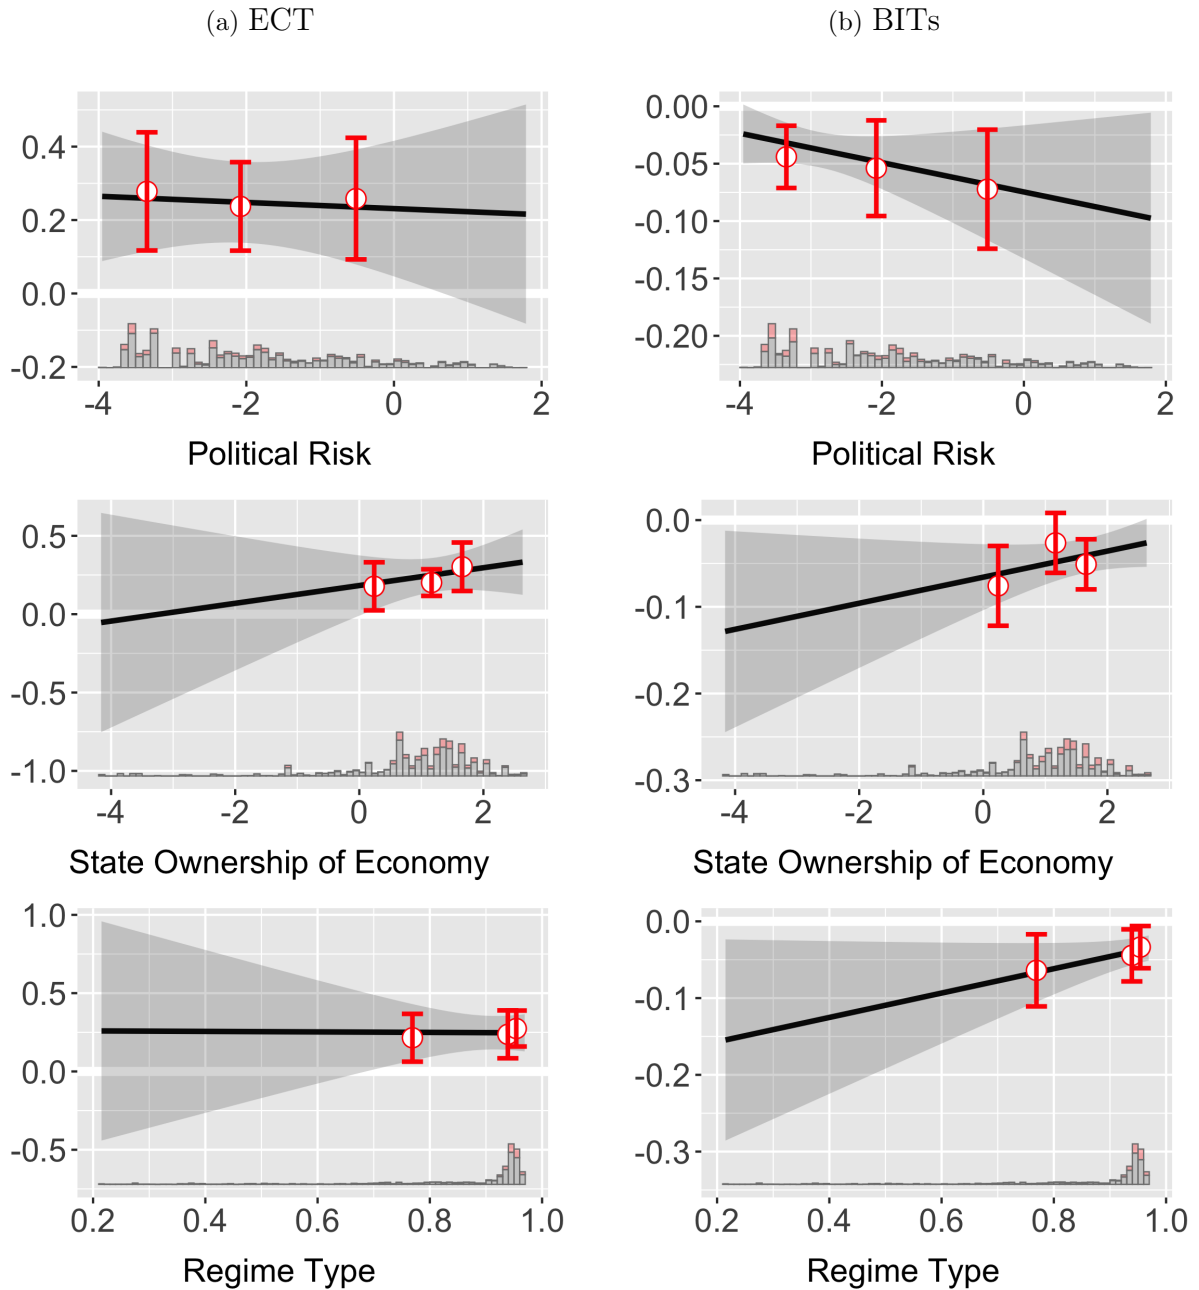 (a) ECT
(b) BITs
0.4
0.2
0.0
-0.2
-4 -2 0 2
Political Risk
0.00
-0.05
-0.10
-0.15
-0.20
-4 -2 0 2
Political Risk
0.5
0.0
-0.5
-1.0
-4 -2 0 2
State Ownership of Economy
0.0
-0.1
-0.2
-0.3
-4 -2 0 2
State Ownership of Economy
1.0
0.5
0.0
-0.5
0.2 0.4 0.6 0.8 1.0
Regime Type
0.0
-0.1
-0.2
-0.3
0.2 0.4 0.6 0.8 1.0
Regime Type